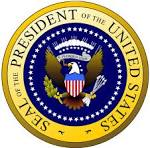 SEAL OF THE PRESIDENT OF THE UNITED STATES